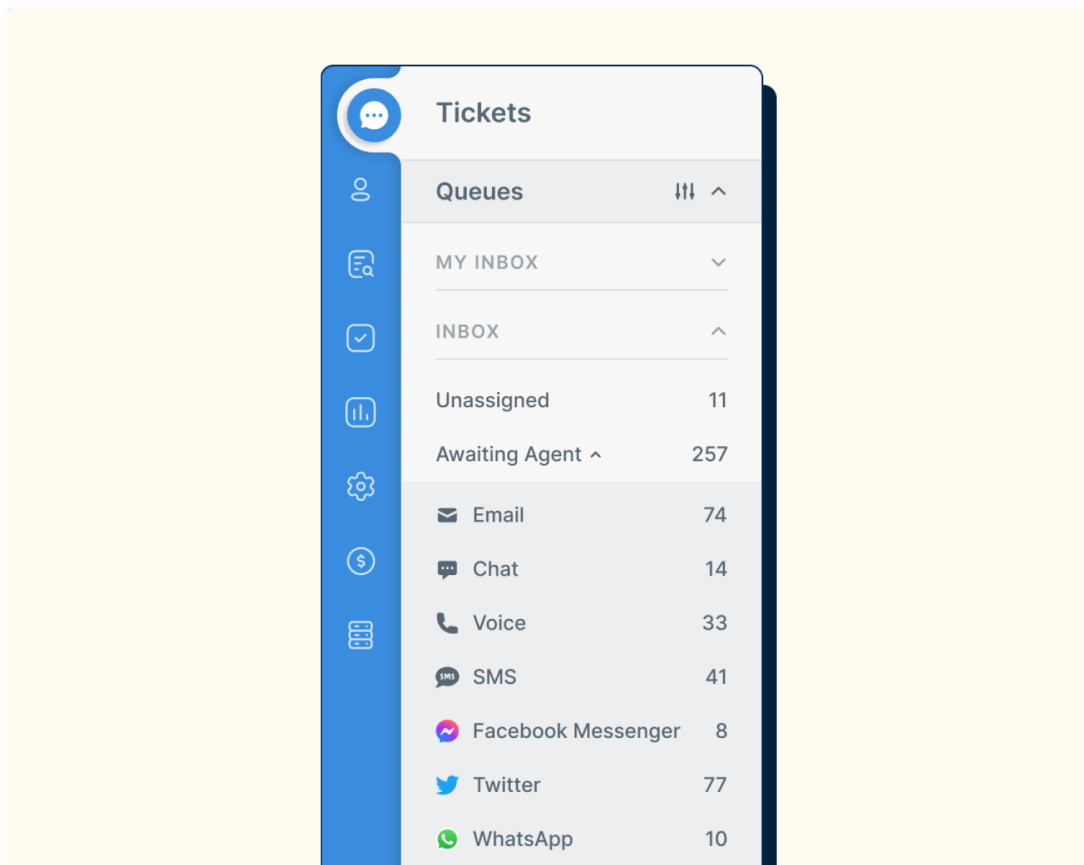 Tickets
Queues
MY INBOX
INBOX
Unassigned 11
Awaiting Agent 257
Email 74
Chat 14
Voice 33
SMS SMS 41
Facebook Messenger 8
Twitter 77
WhatsApp 10